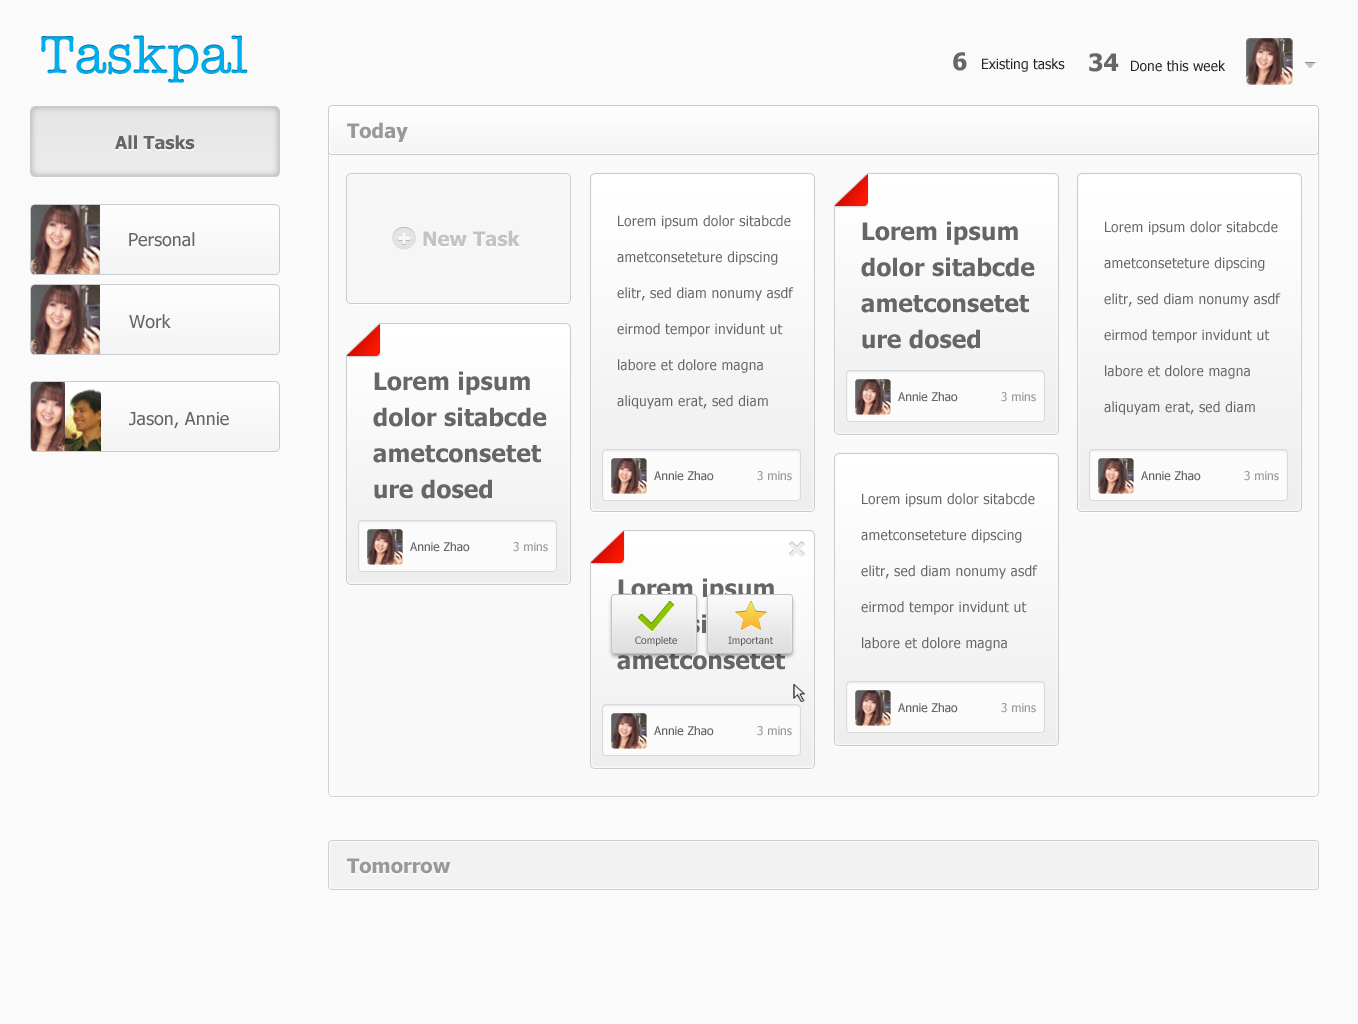 Taskpal
6 Existing tasks
34 Done this week
All Tasks
Personal
Work
Jason, Annie
Today
New Task
Lorem ipsum
dolor sitabcde
ametconsetet
ure dosed
Annie Zhao 3 mins
Lorem ipsum dolor sitabcde
ametconseteture dipscing
elitr, sed diam nonumy asdf
eirmod tempor invidunt ut
labore et dolore magna
aliquyam erat, sed diam
Annie Zhao 3 mins
Lorem ipsum
ametconsetet
Complete
Important
Annie Zhao 3 mins
Lorem ipsum
dolor sitabcde
ametconsetet
ure dosed
Annie Zhao 3 mins
Lorem ipsum dolor sitabcde
ametconseteture dipscing
elitr, sed diam nonumy asdf
eirmod tempor invidunt ut
labore et dolore magna
Annie Zhao 3 mins
Lorem ipsum dolor sitabcde
ametconseteture dipscing
elitr, sed diam nonumy asdf
eirmod tempor invidunt ut
labore et dolore magna
aliquyam erat, sed diam
Annie Zhao 3 mins
Tomorrow